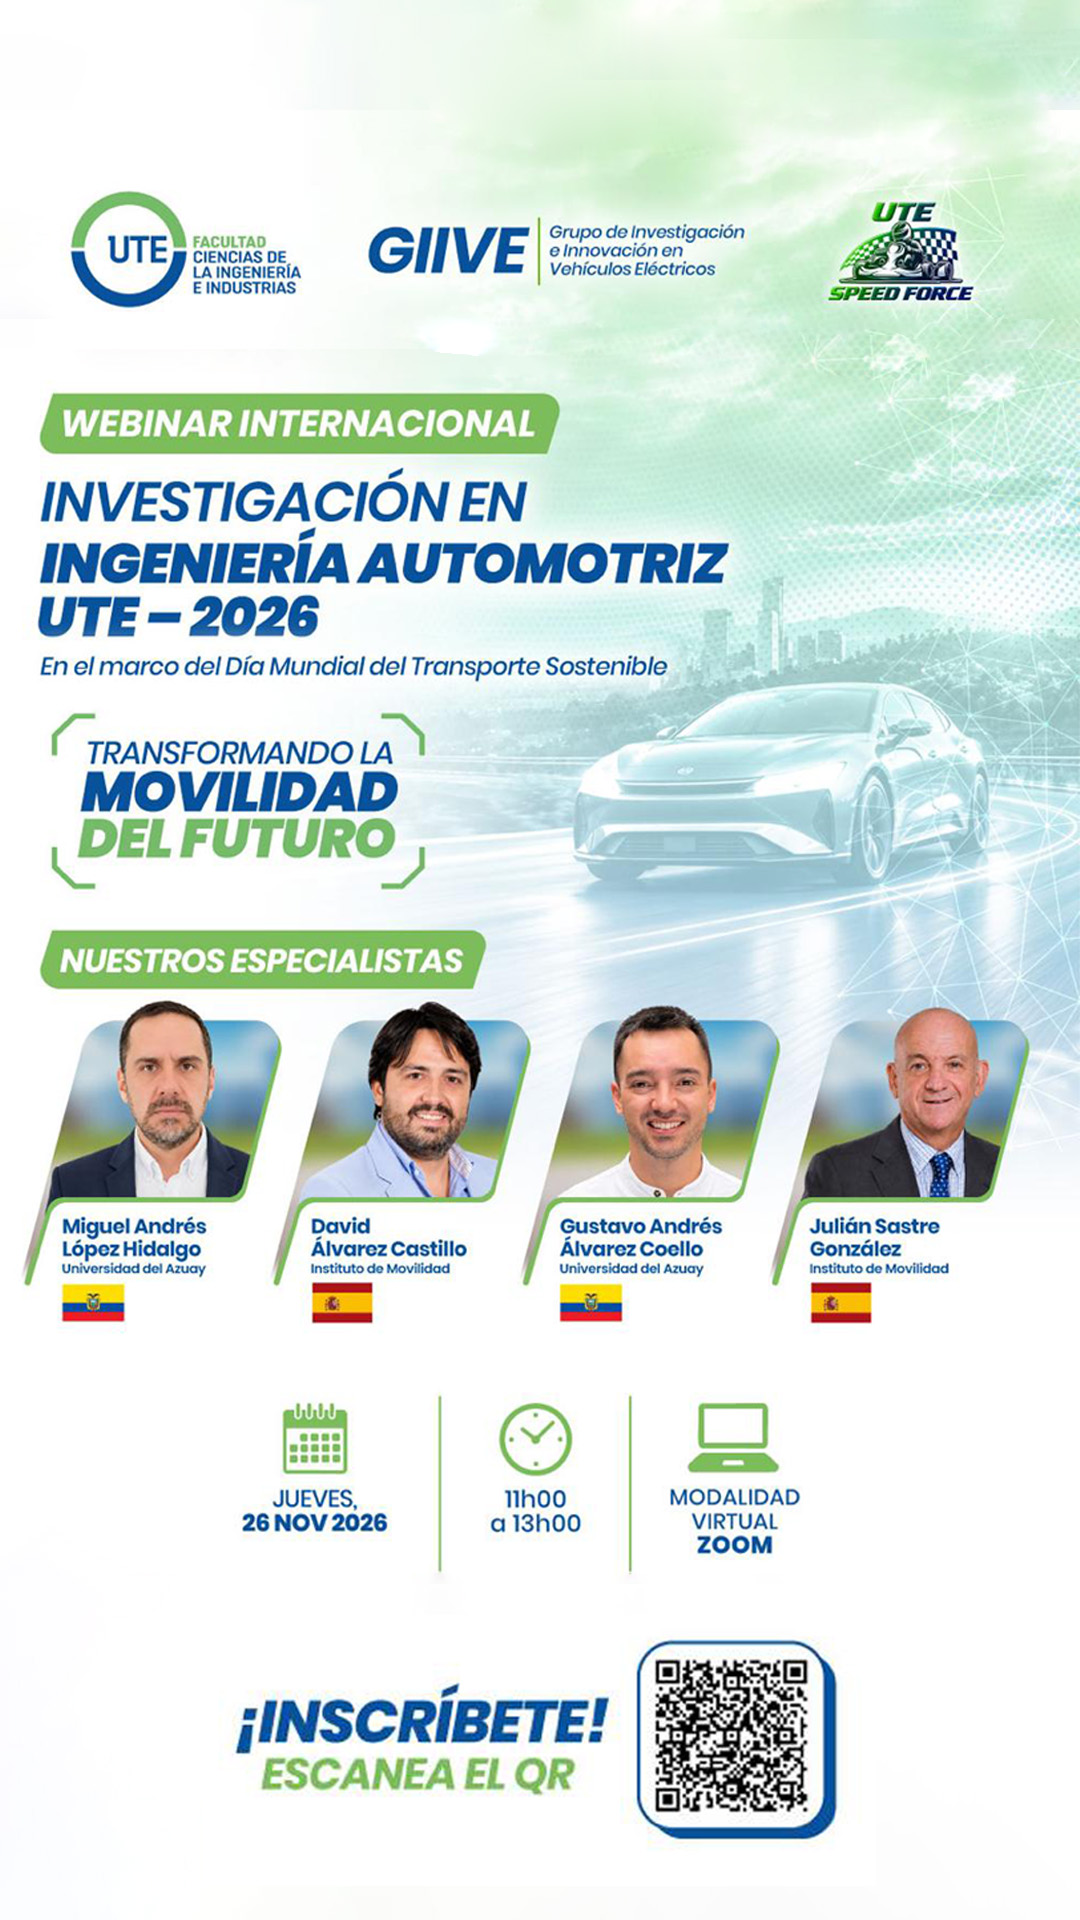 UTE
FACULTAD
CIENCIAS DE
LA INGENIERÍA
E INDUSTRIAS
GIIVE
Grupo de Investigación
e Innovación en
Vehículos Eléctricos
UTE
SPEED FORCE
WEBINAR INTERNACIONAL
INVESTIGACIÓN EN
INGENIERÍA AUTOMOTRIZ
UTE – 2026
En el marco del Día Mundial del Transporte Sostenible
TRANSFORMANDO LA
MOVILIDAD
DEL FUTURO
NUESTROS ESPECIALISTAS
Miguel Andrés
López Hidalgo
Universidad del Azuay
David
Álvarez Castillo
Instituto de Movilidad
Gustavo Andrés
Álvarez Coello
Universidad del Azuay
Julián Sastre
González
Instituto de Movilidad
JUEVES,
26 NOV 2026
11h00
a 13h00
MODALIDAD
VIRTUAL
ZOOM
¡INSCRÍBETE!
ESCANEA EL QR